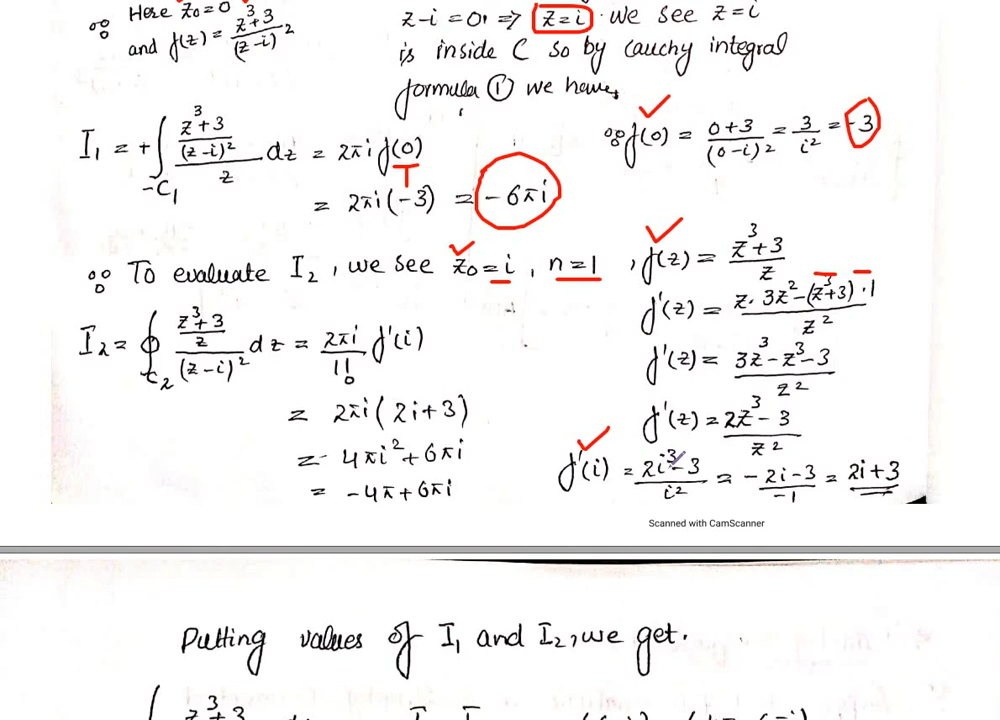 ∴ Here z₀=0
and f(z) = (z³+3)/(z-i)²
z-i=0 ⇒ z=i. we see z=i
is inside C so by cauchy integral
formula ① we have,
I₁ = +∫_{-C₁} ((z³+3)/(z-i)²)/z dz = 2πi f(0)
= 2πi(-3) = -6πi
∵ f(0) = (0+3)/(0-i)² = 3/i² = -3
∴ To evaluate I₂, we see z₀=i, n=1, f(z) = (z³+3)/z
f'(z) = (z·3z²-(z³+3)·1)/z²
I₂ = ∮_{C₂} ((z³+3)/z)/(z-i)² dz = 2πi/1! f'(i)
f'(z) = (3z³-z³-3)/z²
= 2πi(2i+3)
f'(z) = (2z³-3)/z²
= 4πi²+6πi
f'(i) = (2i³-3)/i² = (-2i-3)/-1 = 2i+3
= -4π+6πi
Scanned with CamScanner
Putting values of I₁ and I₂, we get.